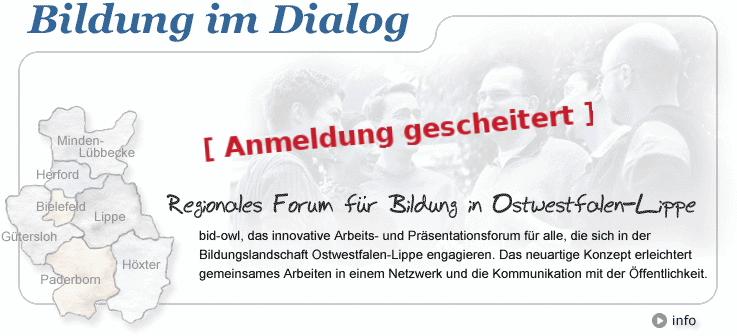 Bildung im Dialog
[ Anmeldung gescheitert ]
Minden-
Lübbecke
Herford
Bielefeld
Lippe
Gütersloh
Höxter
Paderborn
Regionales Forum für Bildung in Ostwestfalen-Lippe
bid-owl, das innovative Arbeits- und Präsentationsforum für alle, die sich in der
Bildungslandschaft Ostwestfalen-Lippe engagieren. Das neuartige Konzept erleichtert
gemeinsames Arbeiten in einem Netzwerk und die Kommunikation mit der Öffentlichkeit.
info